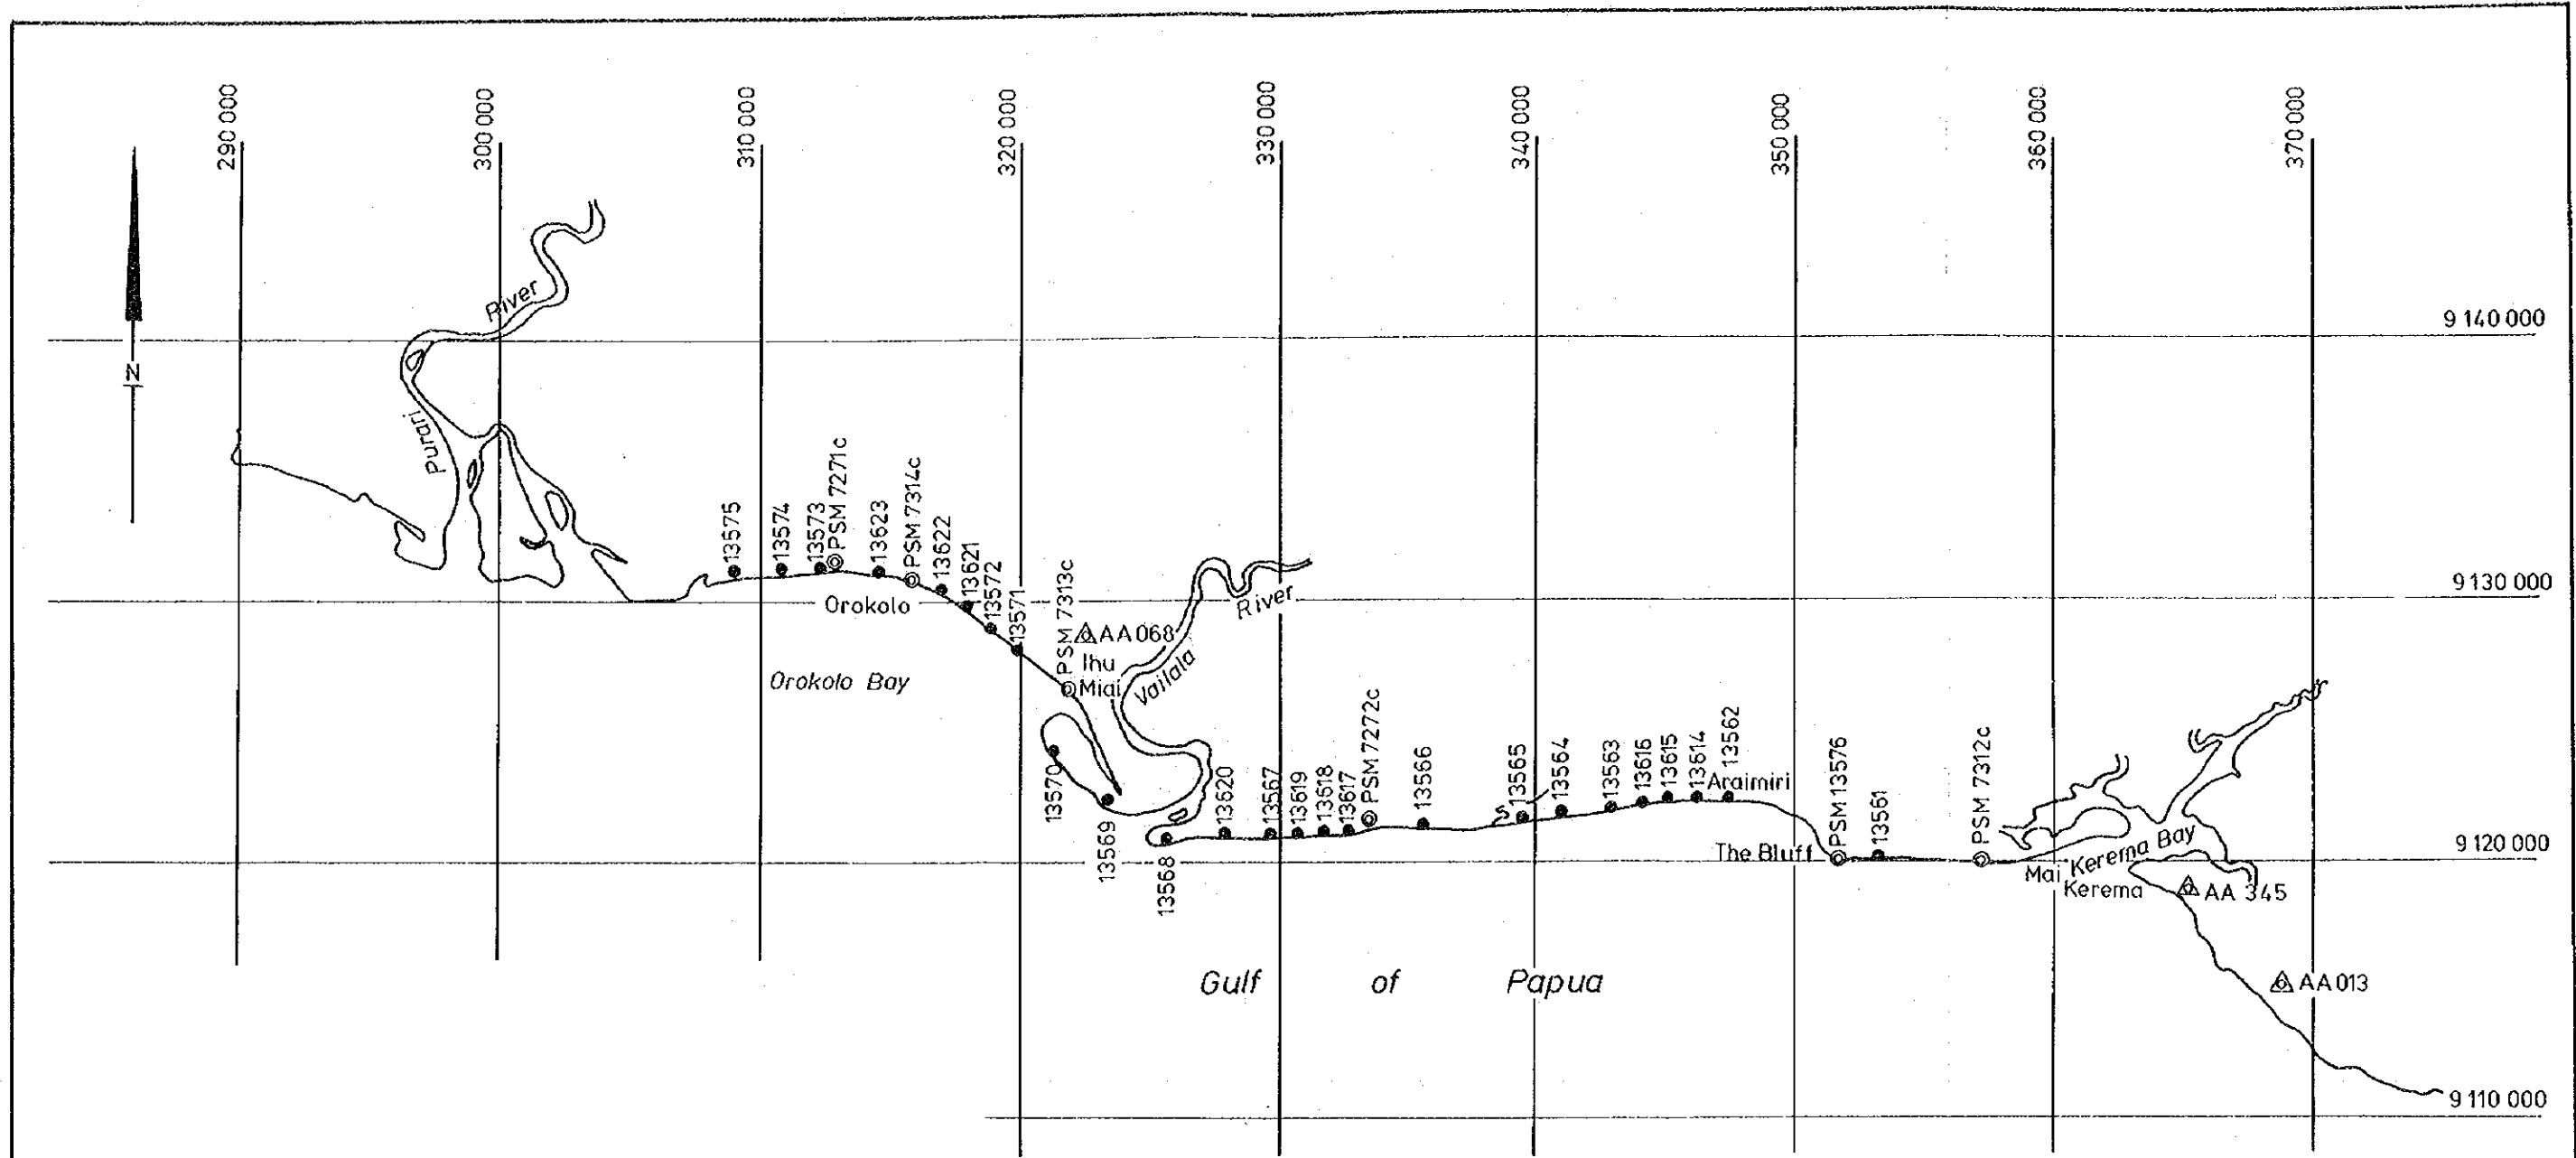 290 000
300 000
310 000
320 000
330 000
340 000
350 000
360 000
370 000
River
N
9 140 000
Purari
13575
13574
13573
PSM 7271c
13623
PSM 7314c
13622
13621
13572
13571
PSM 7313c
9 130 000
Orokolo
River
AA 068
Ihu
Miai
Vailala
Orokolo Bay
13570
13569
13568
13620
13567
13619
13618
13617
PSM 7272c
13566
13565
13564
13563
13616
13615
13614
13562
Araimiri
The Bluff
PSM 13576
13561
PSM 7312c
9 120 000
Mai
Kerema Bay
Kerema
AA 345
Gulf of Papua
AA 013
9 110 000